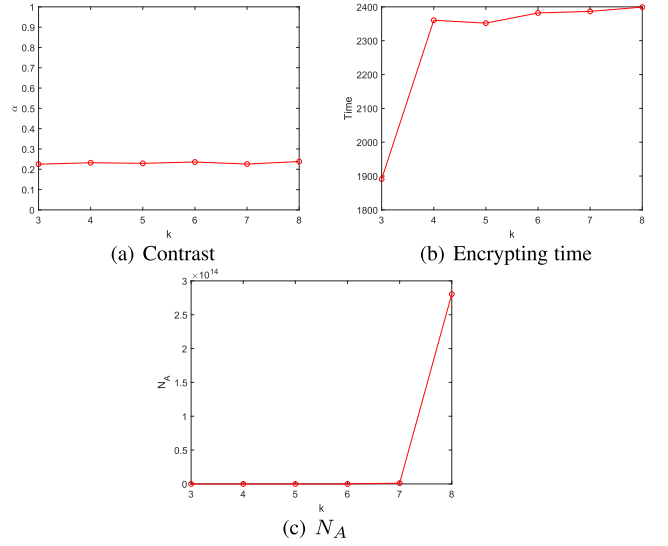 1
0.9
0.8
0.7
0.6
0.5
0.4
0.3
0.2
0.1
0
α
3 4 5 6 7 8
k
(a) Contrast
2400
2300
2200
2100
2000
1900
1800
Time
3 4 5 6 7 8
k
(b) Encrypting time
×10^14
3
2.5
2
1.5
1
0.5
0
N_A
3 4 5 6 7 8
k
(c) N_A